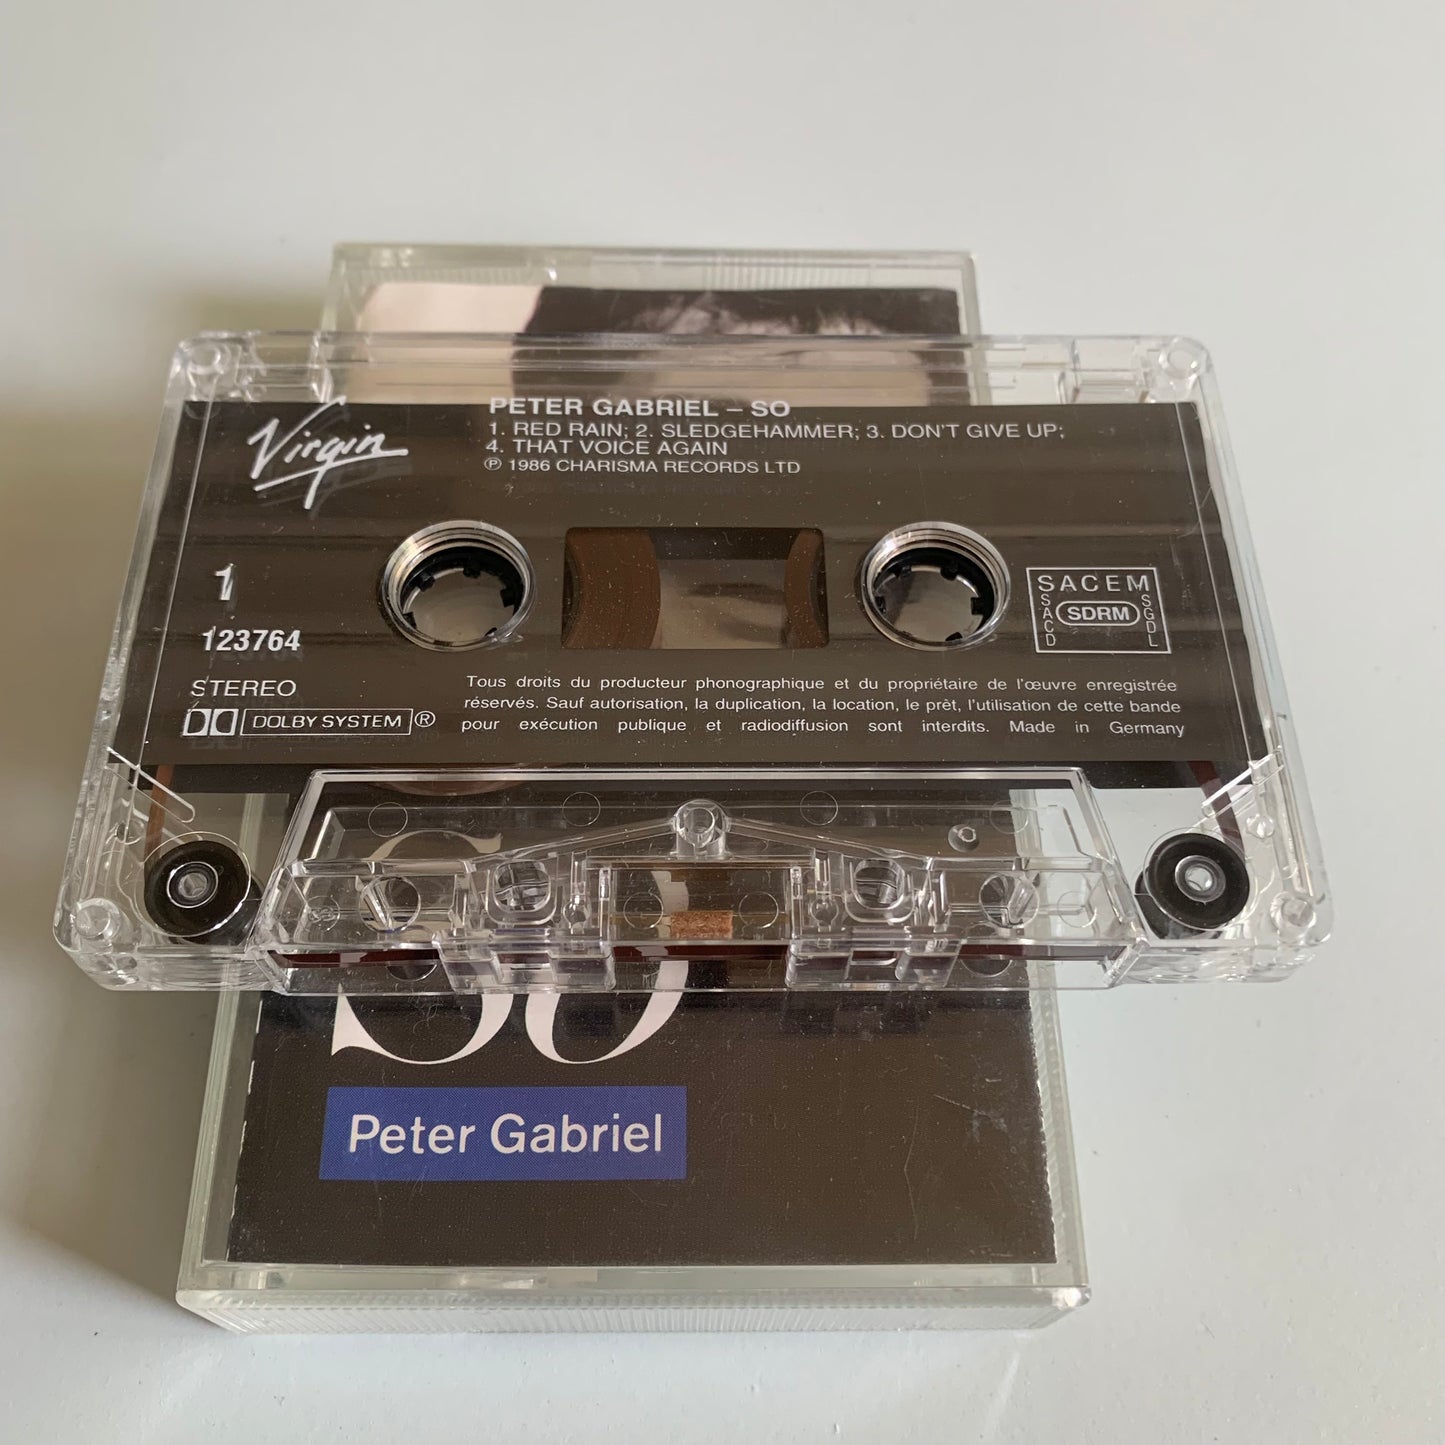 PETER GABRIEL – SO
1. RED RAIN; 2. SLEDGEHAMMER; 3. DON'T GIVE UP;
4. THAT VOICE AGAIN
℗ 1986 CHARISMA RECORDS LTD
Virgin
1
123764
STEREO
DOLBY SYSTEM ®
SACEM
SACD
SDRM
SGDL
Tous droits du producteur phonographique et du propriétaire de l'œuvre enregistrée
réservés. Sauf autorisation, la duplication, la location, le prèt, l'utilisation de cette bande
pour exécution publique et radiodiffusion sont interdits. Made in Germany
So
Peter Gabriel